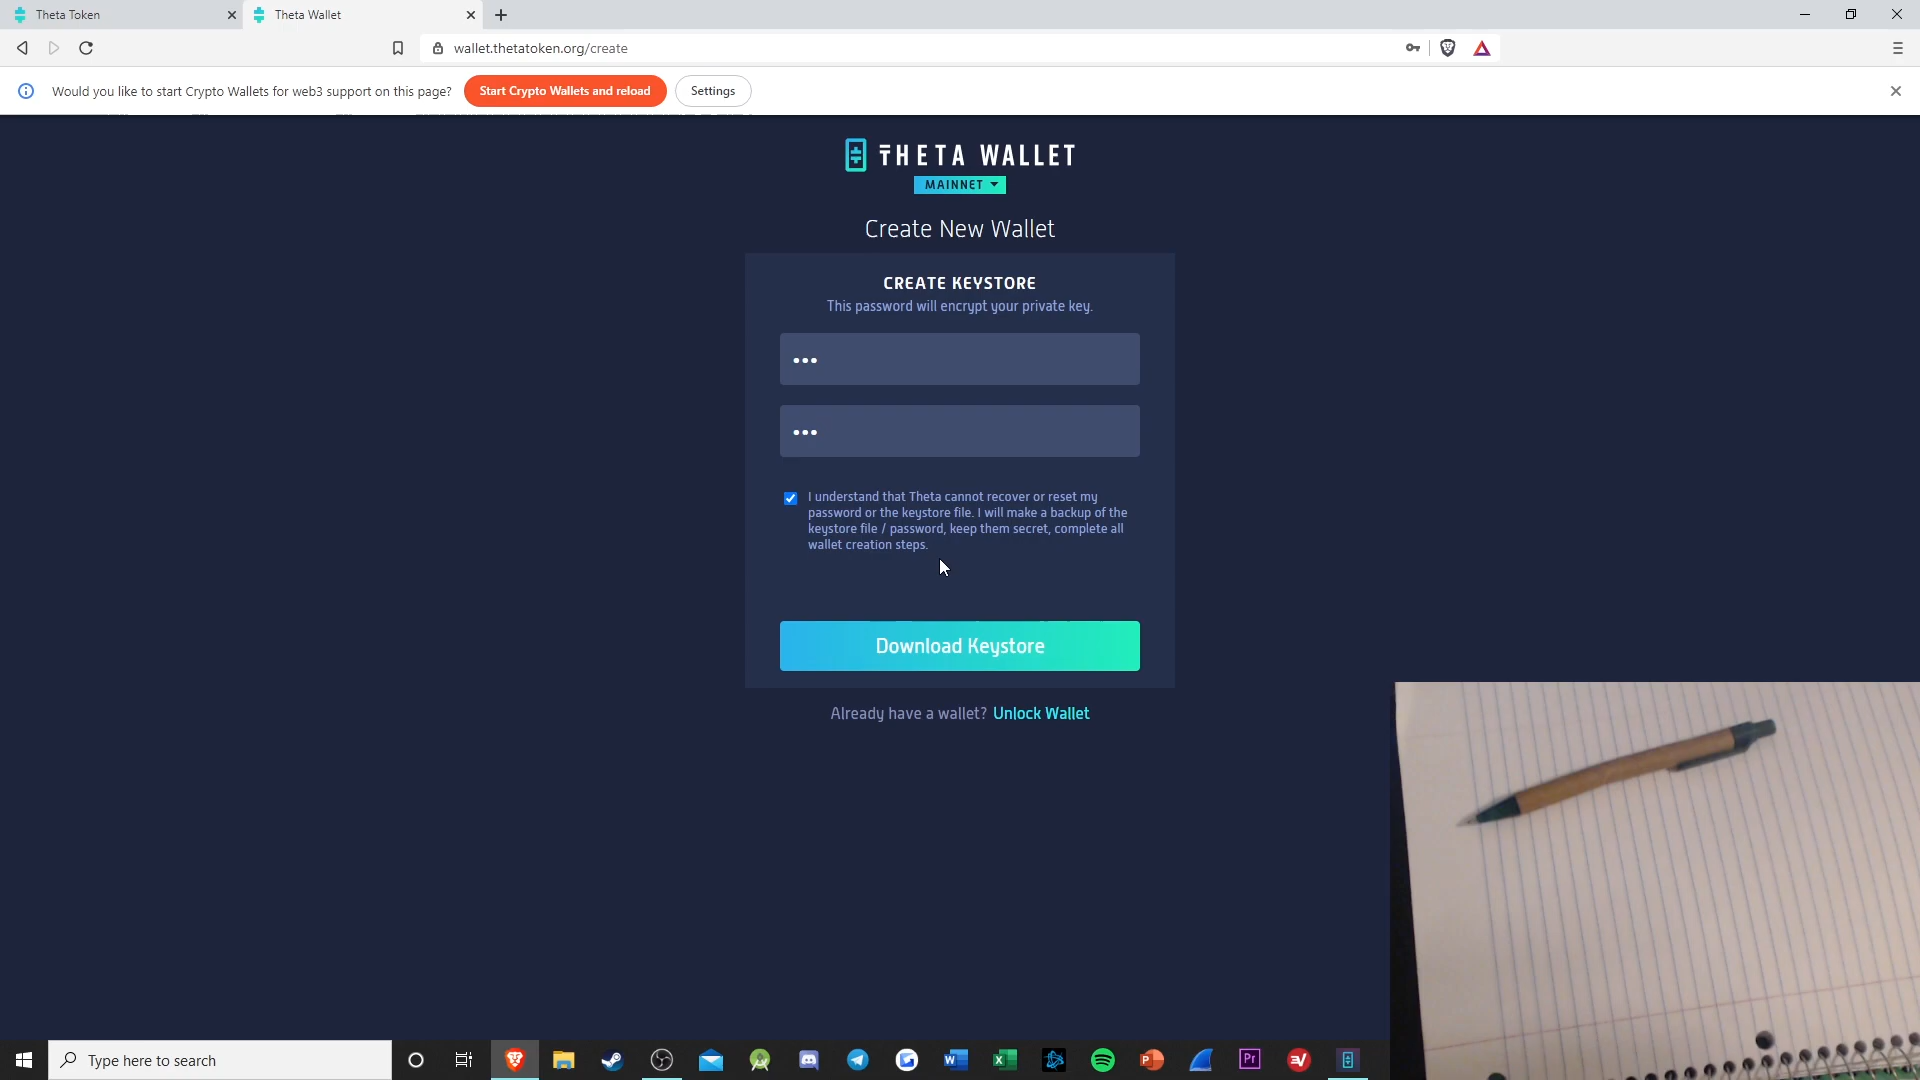 Theta Token
Theta Wallet
wallet.thetatoken.org/create
Would you like to start Crypto Wallets for web3 support on this page?
Start Crypto Wallets and reload
Settings
THETA WALLET
MAINNET
Create New Wallet
CREATE KEYSTORE
This password will encrypt your private key.
•••
•••
I understand that Theta cannot recover or reset my
password or the keystore file. I will make a backup of the
keystore file / password, keep them secret, complete all
wallet creation steps.
Download Keystore
Already have a wallet? Unlock Wallet
Type here to search